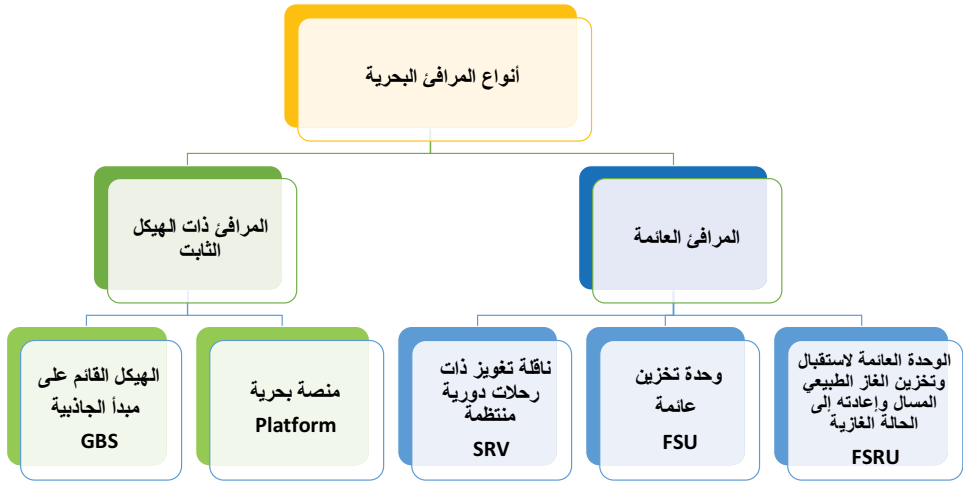 أنواع المرافئ البحرية
المرافئ العائمة
المرافئ ذات الهيكل
الثابت
الوحدة العائمة لاستقبال
وتخزين الغاز الطبيعي
المسال وإعادته إلى
الحالة الغازية
FSRU
وحدة تخزين
عائمة
FSU
ناقلة تغويز ذات
رحلات دورية
منتظمة
SRV
منصة بحرية
Platform
الهيكل القائم على
مبدأ الجاذبية
GBS